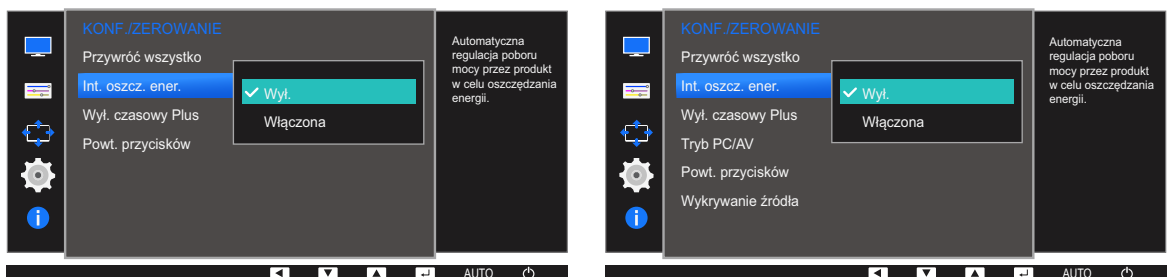 KONF./ZEROWANIE
Przywróć wszystko
Int. oszcz. ener.
Wył. czasowy Plus
Powt. przycisków
Wył.
Włączona
Automatyczna
regulacja poboru
mocy przez produkt
w celu oszczędzania
energii.
AUTO
KONF./ZEROWANIE
Przywróć wszystko
Int. oszcz. ener.
Wył. czasowy Plus
Tryb PC/AV
Powt. przycisków
Wykrywanie źródła
Wył.
Włączona
Automatyczna
regulacja poboru
mocy przez produkt
w celu oszczędzania
energii.
AUTO